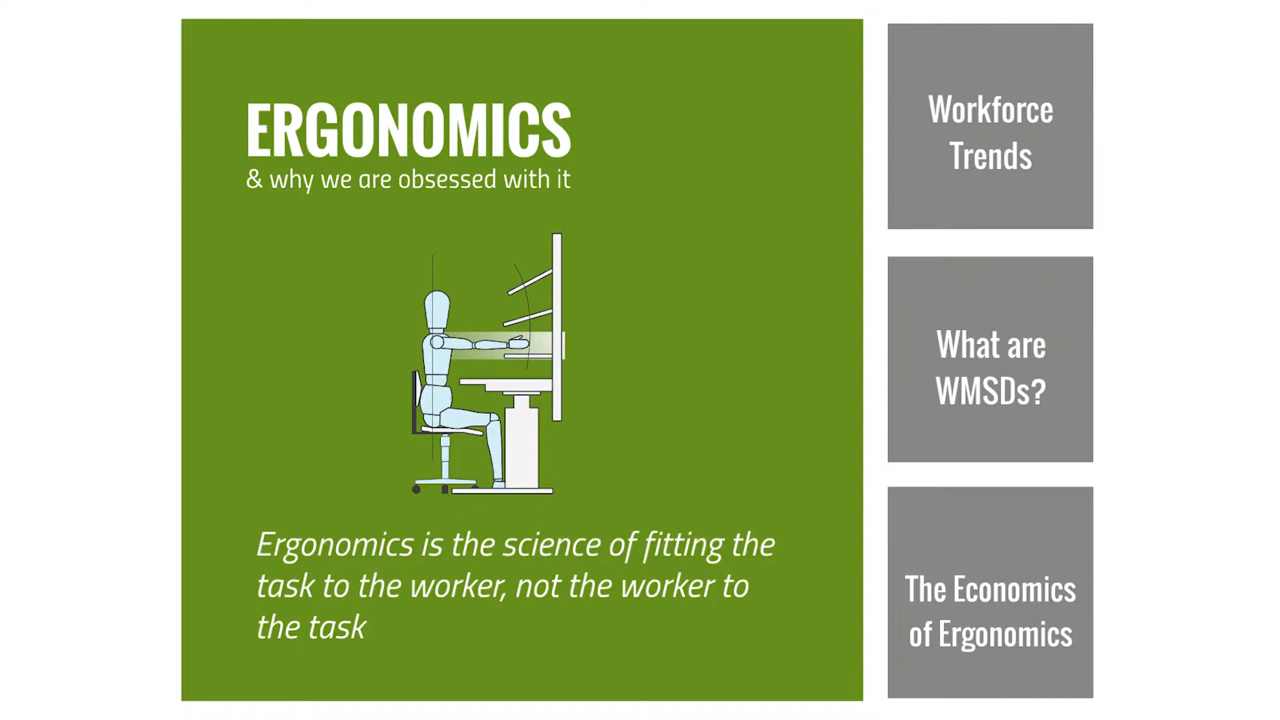 ERGONOMICS
& why we are obsessed with it
Ergonomics is the science of fitting the
task to the worker, not the worker to
the task
Workforce
Trends
What are
WMSDs?
The Economics
of Ergonomics